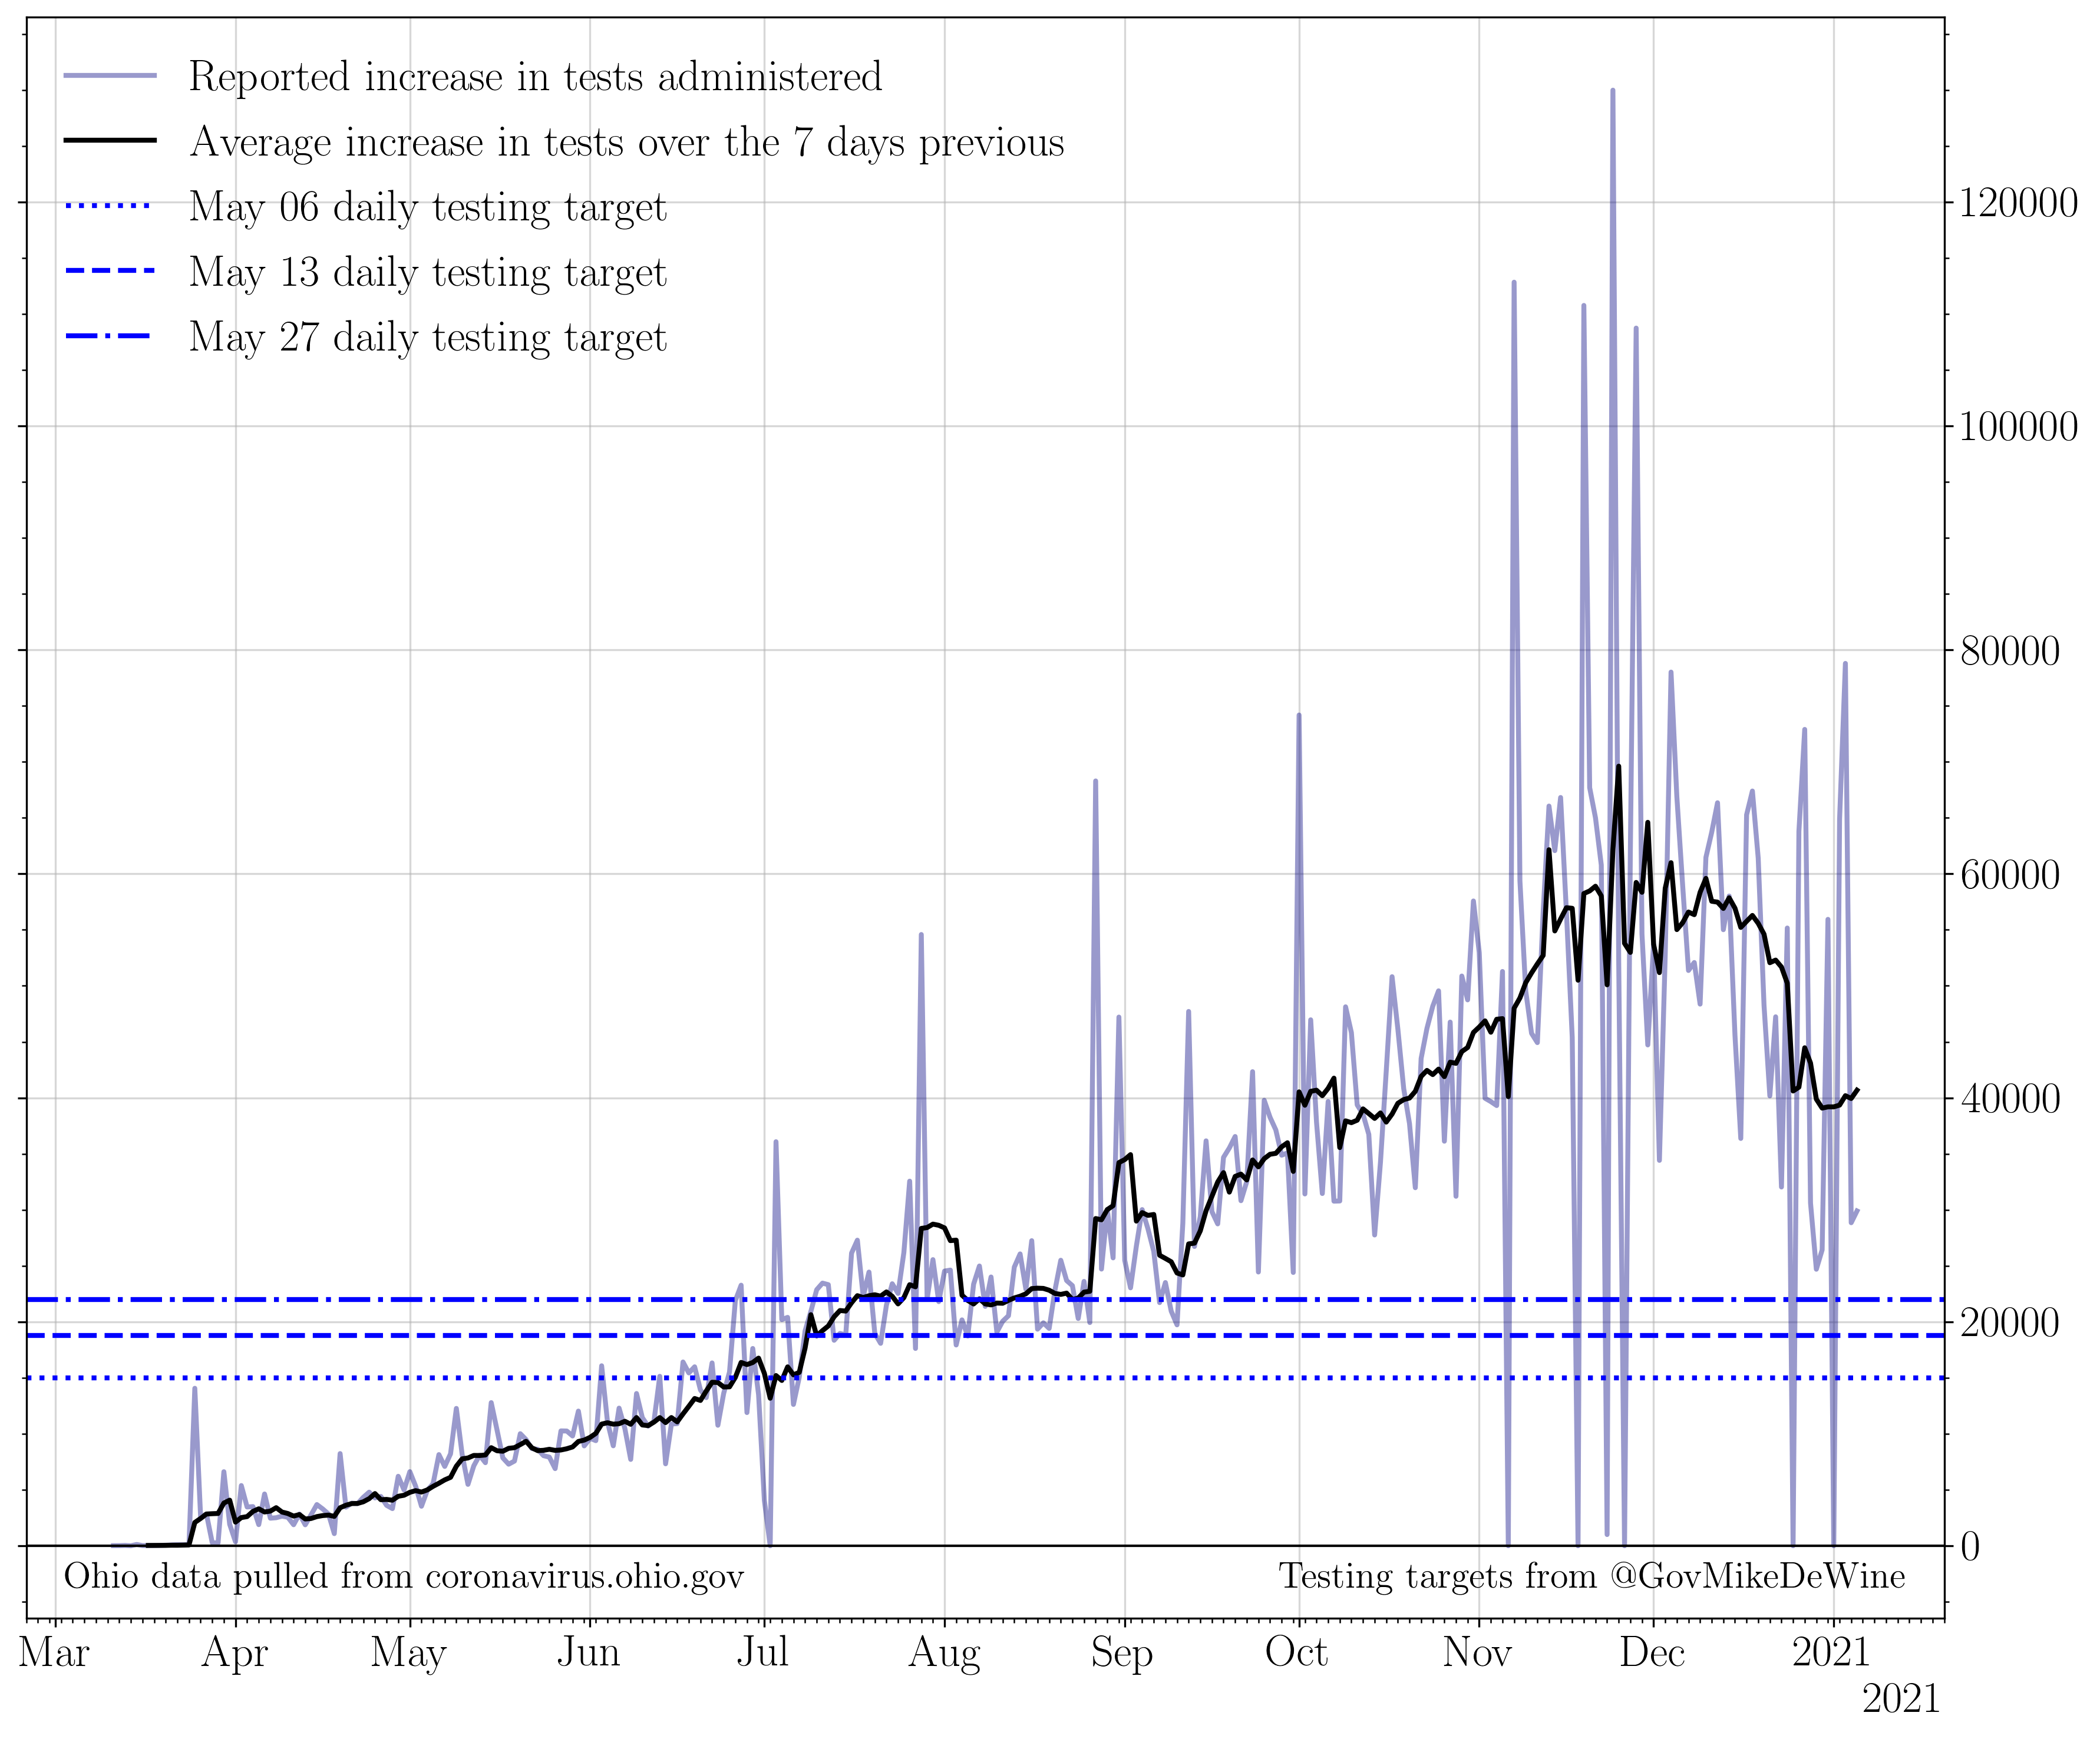 Reported increase in tests administered
Average increase in tests over the 7 days previous
May 06 daily testing target
May 13 daily testing target
May 27 daily testing target
120000
100000
80000
60000
40000
20000
0
Ohio data pulled from coronavirus.ohio.gov
Testing targets from @GovMikeDeWine
Mar Apr May Jun Jul Aug Sep Oct Nov Dec 2021
2021